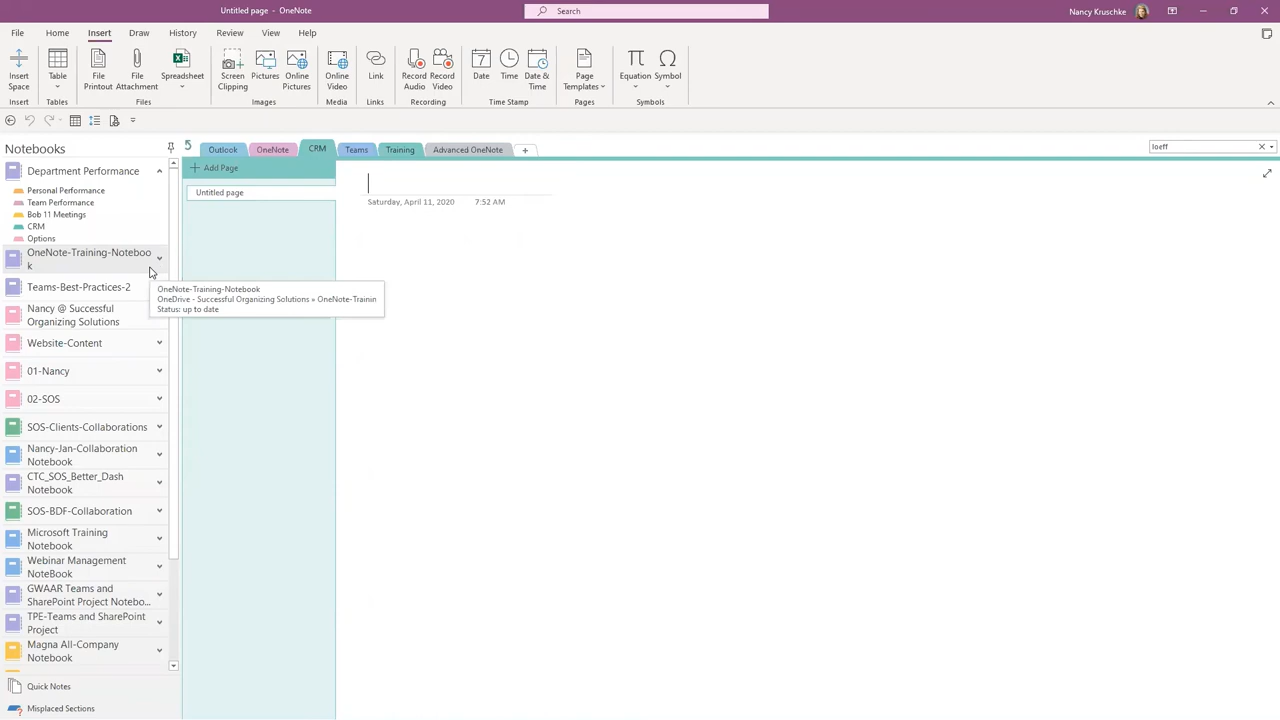 Untitled page - OneNote
Search
Nancy Kruschke
File Home Insert Draw History Review View Help
Insert Space
Table
File Printout
File Attachment
Spreadsheet
Screen Clipping
Pictures
Online Pictures
Online Video
Link
Record Audio
Record Video
Date
Time
Date & Time
Page Templates
Equation
Symbol
Insert Tables Files Images Media Links Recording Time Stamp Pages Symbols
Notebooks
Outlook OneNote CRM Teams Training Advanced OneNote +
loeff
Department Performance
Personal Performance
Team Performance
Bob 11 Meetings
CRM
Options
OneNote-Training-Noteboo
k
Teams-Best-Practices-2
Nancy @ Successful
Organizing Solutions
Website-Content
01-Nancy
02-SOS
SOS-Clients-Collaborations
Nancy-Jan-Collaboration
Notebook
CTC_SOS_Better_Dash
Notebook
SOS-BDF-Collaboration
Microsoft Training
Notebook
Webinar Management
NoteBook
GWAAR Teams and
SharePoint Project Notebo...
TPE-Teams and SharePoint
Project
Magna All-Company
Notebook
Quick Notes
Misplaced Sections
Add Page
Untitled page
Saturday, April 11, 2020 7:52 AM
OneNote-Training-Notebook
OneDrive - Successful Organizing Solutions » OneNote-Trainin
Status: up to date